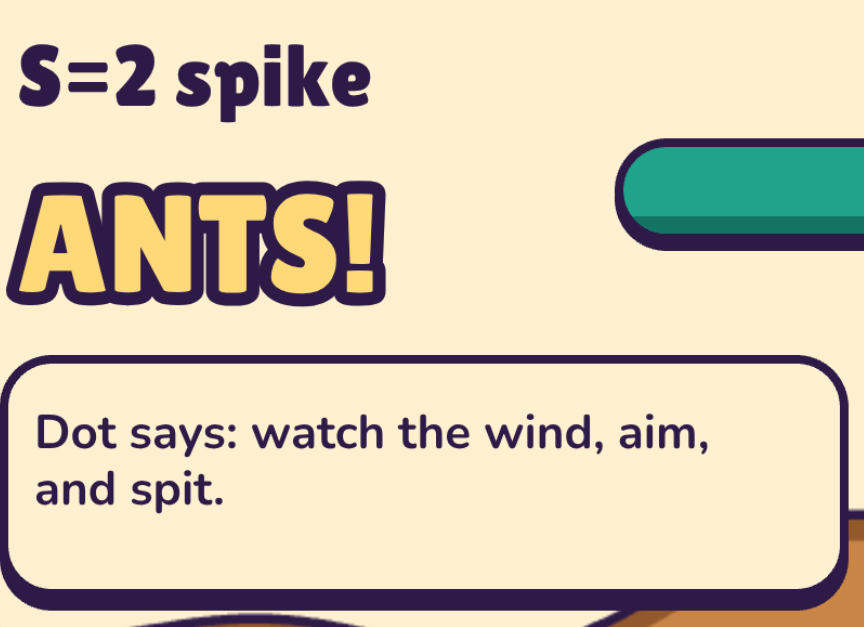 S=2 spike
ANTS!
Dot says: watch the wind, aim,
and spit.